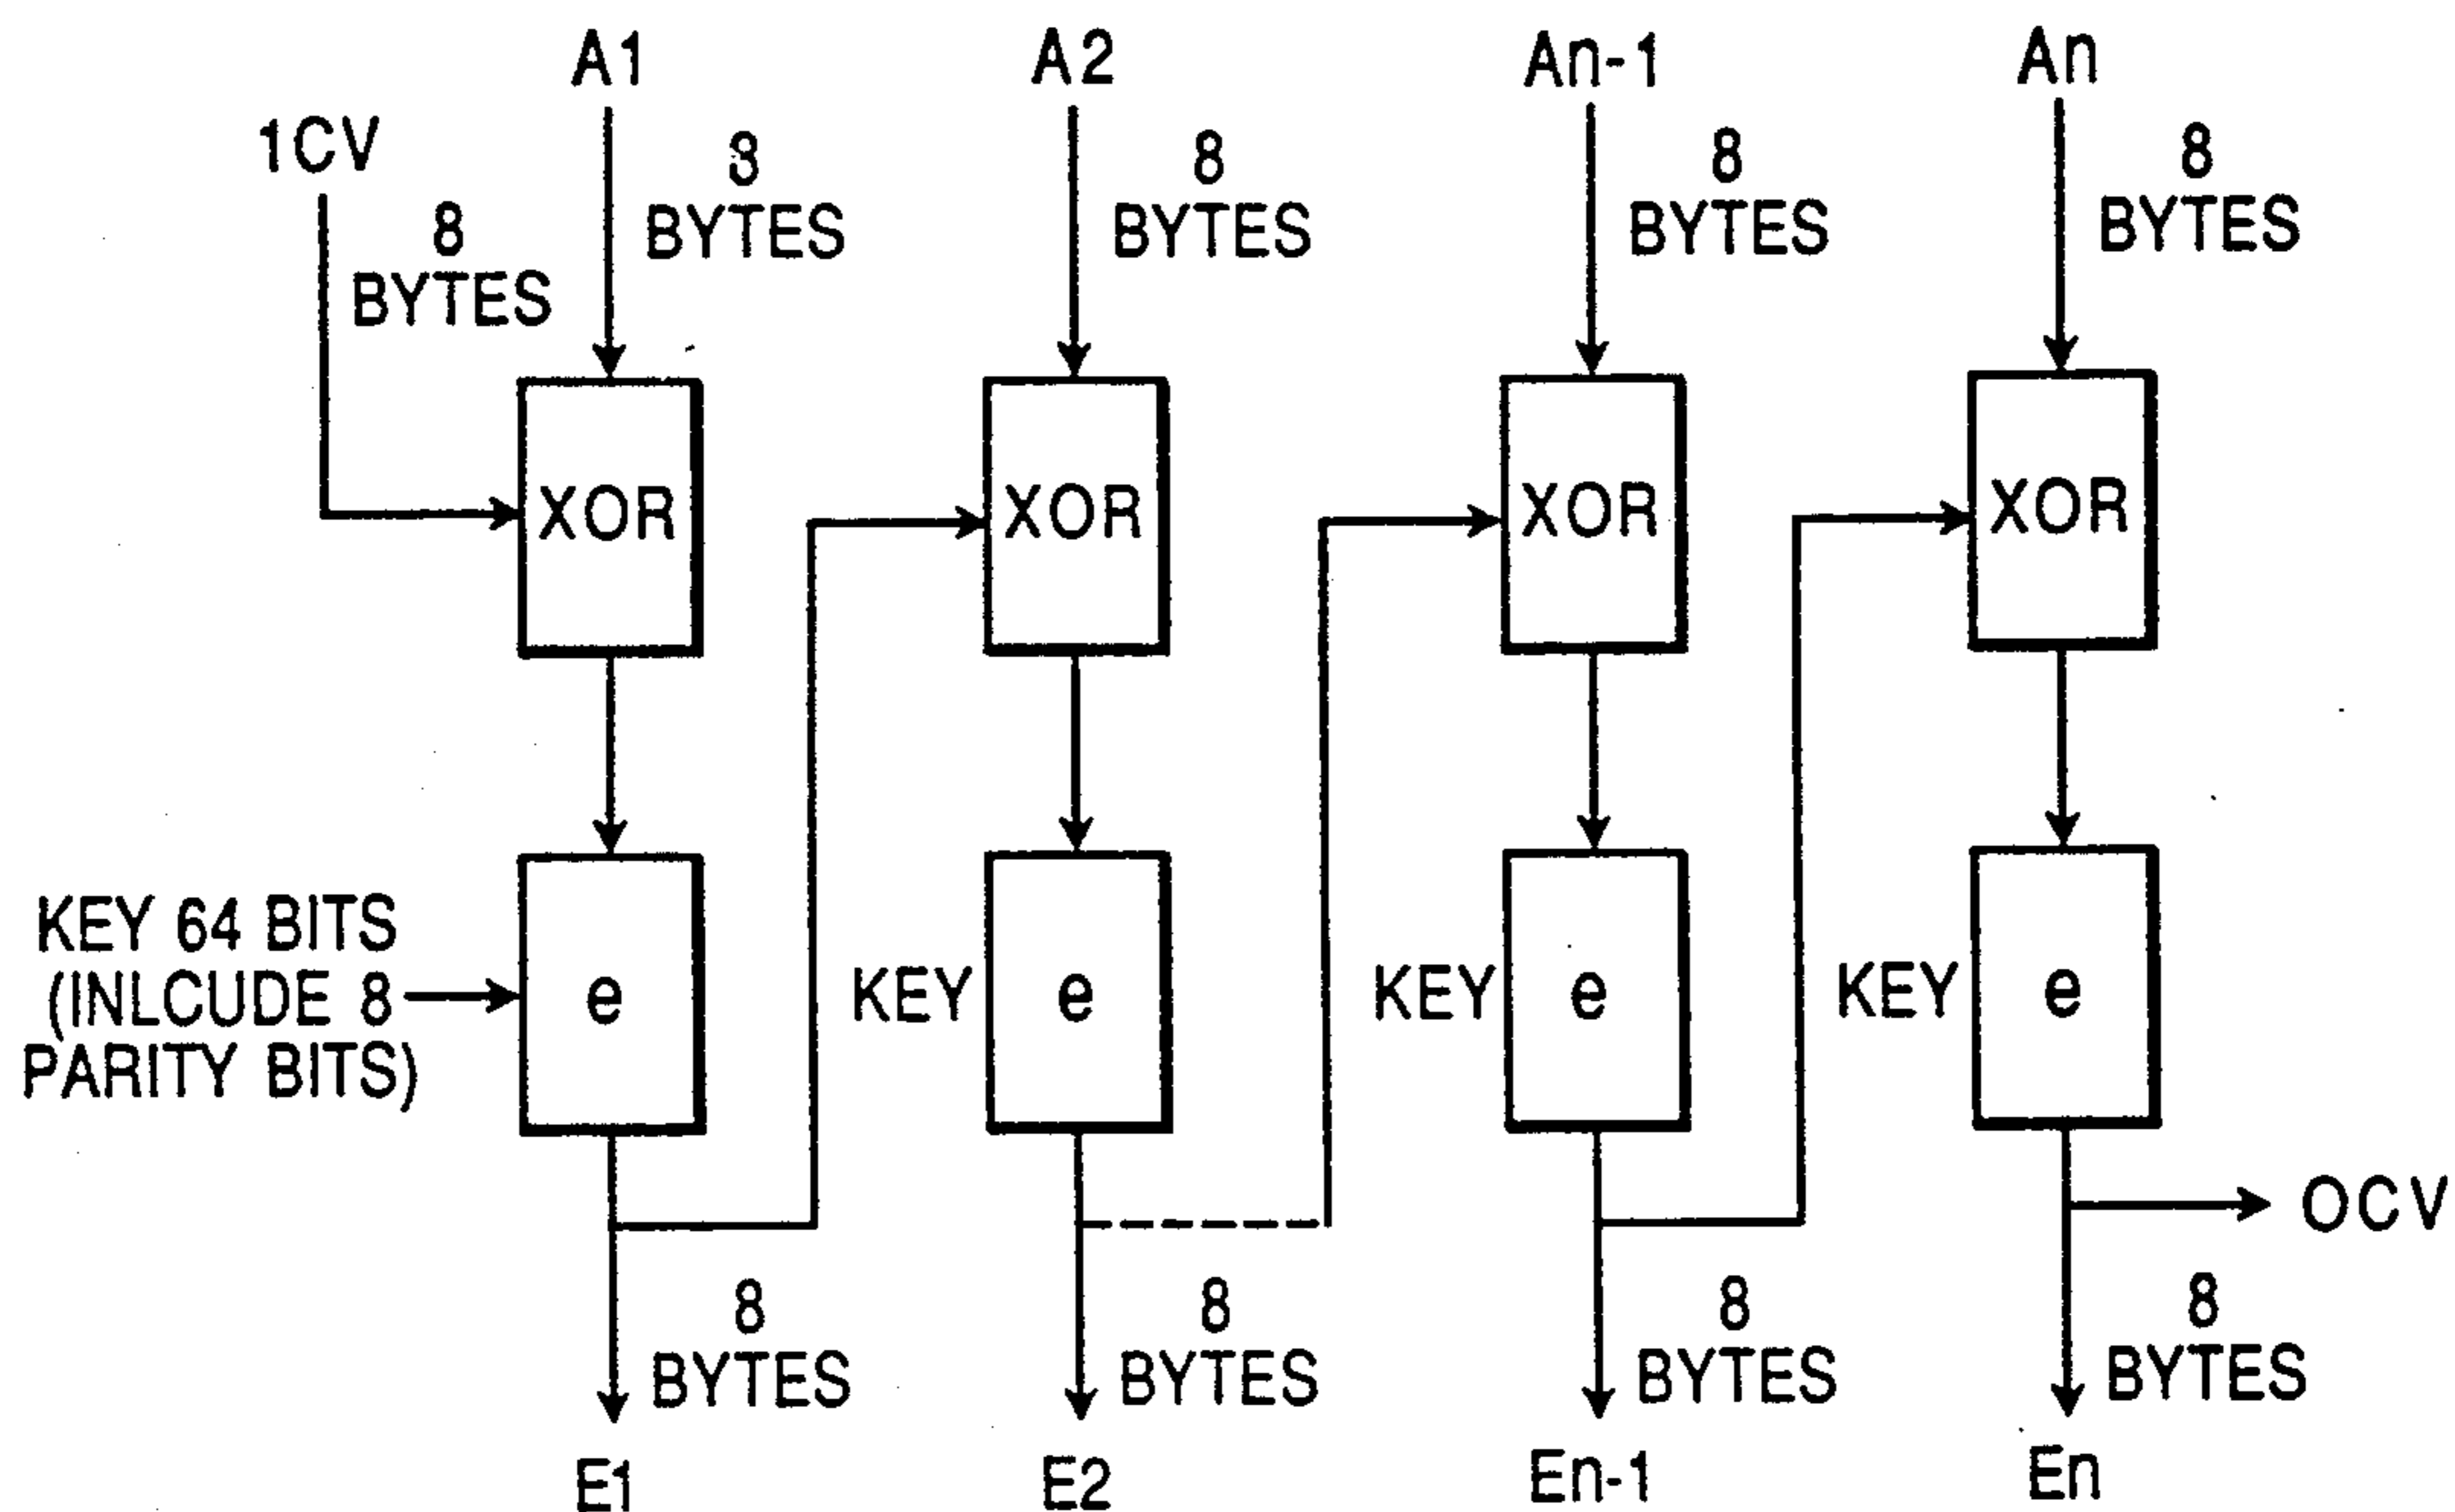 A1
A2
An-1
An
1CV
8
BYTES
8
BYTES
8
BYTES
8
BYTES
8
BYTES
XOR
XOR
XOR
XOR
KEY 64 BITS
(INLCUDE 8
PARITY BITS)
e
KEY
e
KEY
e
KEY
e
OCV
8
BYTES
8
BYTES
8
BYTES
8
BYTES
E1
E2
En-1
En